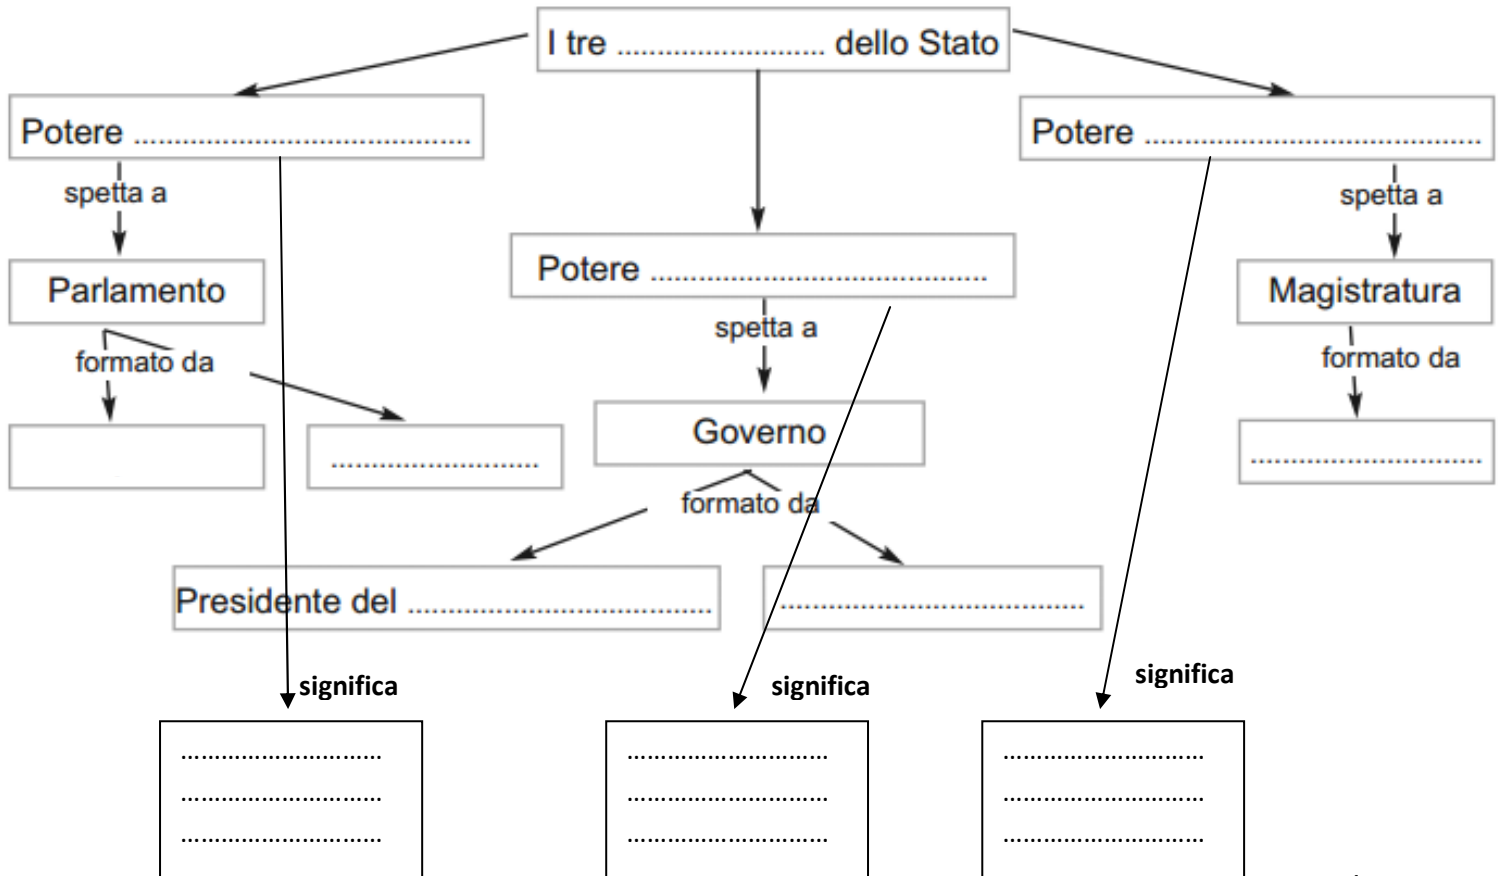 I tre .......................... dello Stato
Potere ..........................................
Potere ..........................................
spetta a
spetta a
Potere ..........................................
Parlamento
Magistratura
spetta a
formato da
formato da
Governo
..........................
.............................
formato da
Presidente del ......................................
......................................
significa
significa
significa
..............................
..............................
..............................
..............................
..............................
..............................
..............................
..............................
..............................